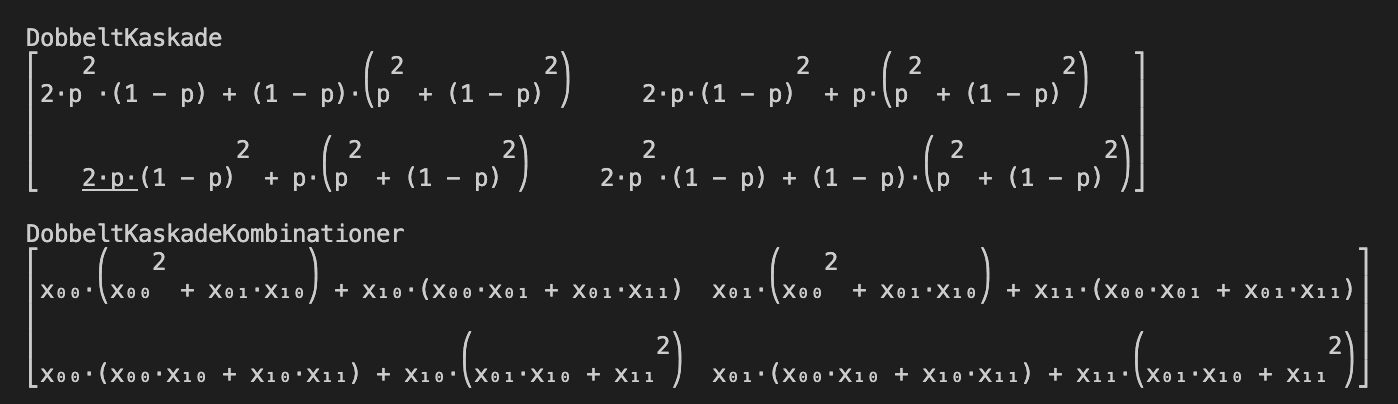 DobbeltKaskade
⎡   2                    ⎛ 2          2⎞                2     ⎛ 2          2⎞   ⎤
⎢2⋅p ⋅(1 - p) + (1 - p)⋅⎝p  + (1 - p) ⎠     2⋅p⋅(1 - p)  + p⋅⎝p  + (1 - p) ⎠   ⎥
⎢              2     ⎛ 2          2⎞        2                    ⎛ 2          2⎞⎥
⎣   2⋅p⋅(1 - p)  + p⋅⎝p  + (1 - p) ⎠     2⋅p ⋅(1 - p) + (1 - p)⋅⎝p  + (1 - p) ⎠⎦
DobbeltKaskadeKombinationer
⎡    ⎛   2          ⎞                                ⎛   2          ⎞                          ⎤
⎢x₀₀⋅⎝x₀₀  + x₀₁⋅x₁₀⎠ + x₁₀⋅(x₀₀⋅x₀₁ + x₀₁⋅x₁₁)  x₀₁⋅⎝x₀₀  + x₀₁⋅x₁₀⎠ + x₁₁⋅(x₀₀⋅x₀₁ + x₀₁⋅x₁₁)⎥
⎢                              ⎛             2⎞                                ⎛             2⎞⎥
⎣x₀₀⋅(x₀₀⋅x₁₀ + x₁₀⋅x₁₁) + x₁₀⋅⎝x₀₁⋅x₁₀ + x₁₁ ⎠  x₀₁⋅(x₀₀⋅x₁₀ + x₁₀⋅x₁₁) + x₁₁⋅⎝x₀₁⋅x₁₀ + x₁₁ ⎠⎦